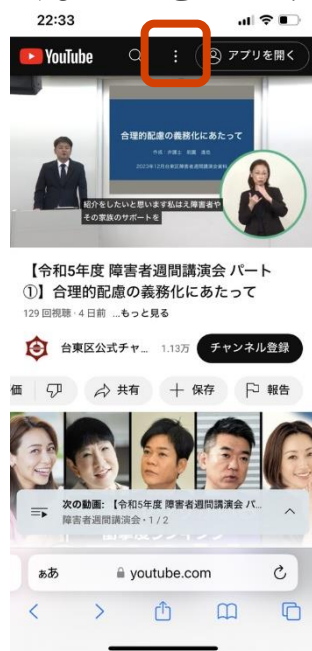 22:33
YouTube
アプリを開く
合理的配慮の義務化にあたって
紹介をしたいと思います私はえ障害者や
その家族のサポートを
【令和5年度 障害者週間講演会 パート
①】合理的配慮の義務化にあたって
129 回視聴・4 日前 ...もっと見る
台東区公式チャ... 1.13万 チャンネル登録
価 共有 保存 報告
次の動画: 【令和5年度 障害者週間講演会 パ...
障害者週間講演会・1 / 2
ぁあ youtube.com